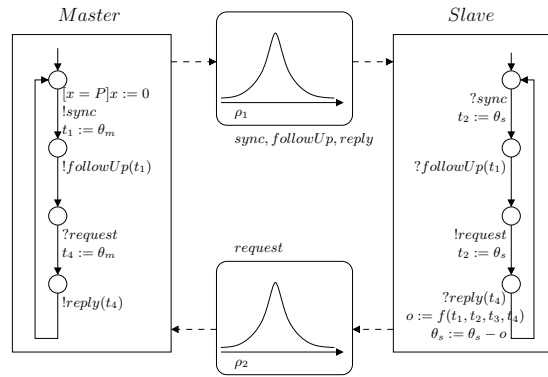 Master
[x = P]x := 0
!sync
t₁ := θₘ
!followUp(t₁)
?request
t₄ := θₘ
!reply(t₄)
ρ₁
sync, followUp, reply
request
ρ₂
Slave
?sync
t₂ := θₛ
?followUp(t₁)
!request
t₂ := θₛ
?reply(t₄)
o := f(t₁, t₂, t₃, t₄)
θₛ := θₛ − o